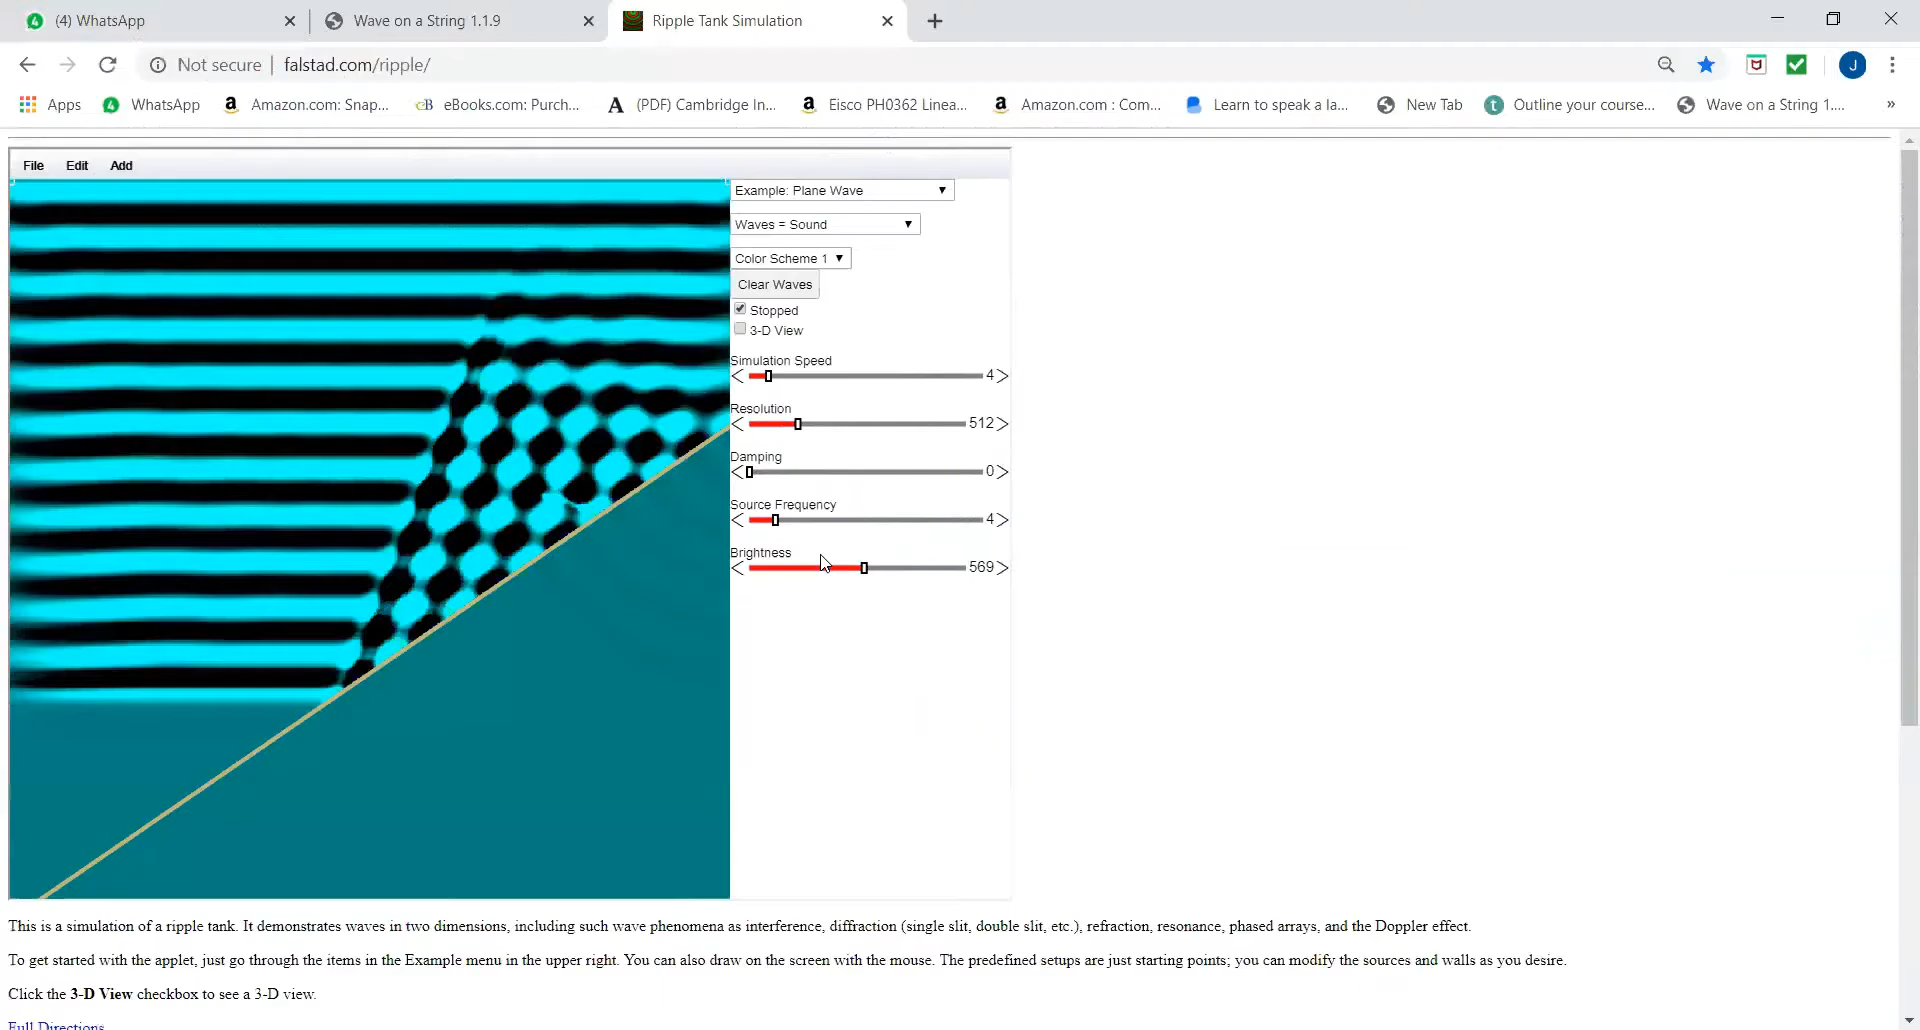 (4) WhatsApp
Wave on a String 1.1.9
Ripple Tank Simulation
Not secure | falstad.com/ripple/
J
Apps
WhatsApp
Amazon.com: Snap...
eBooks.com: Purch...
(PDF) Cambridge In...
Eisco PH0362 Linea...
Amazon.com : Com...
Learn to speak a la...
New Tab
Outline your course...
Wave on a String 1....
»
File Edit Add
Example: Plane Wave
Waves = Sound
Color Scheme 1
Clear Waves
Stopped
3-D View
Simulation Speed
4
Resolution
512
Damping
0
Source Frequency
4
Brightness
569
This is a simulation of a ripple tank. It demonstrates waves in two dimensions, including such wave phenomena as interference, diffraction (single slit, double slit, etc.), refraction, resonance, phased arrays, and the Doppler effect.
To get started with the applet, just go through the items in the Example menu in the upper right. You can also draw on the screen with the mouse. The predefined setups are just starting points; you can modify the sources and walls as you desire.
Click the 3-D View checkbox to see a 3-D view.
Full Directions